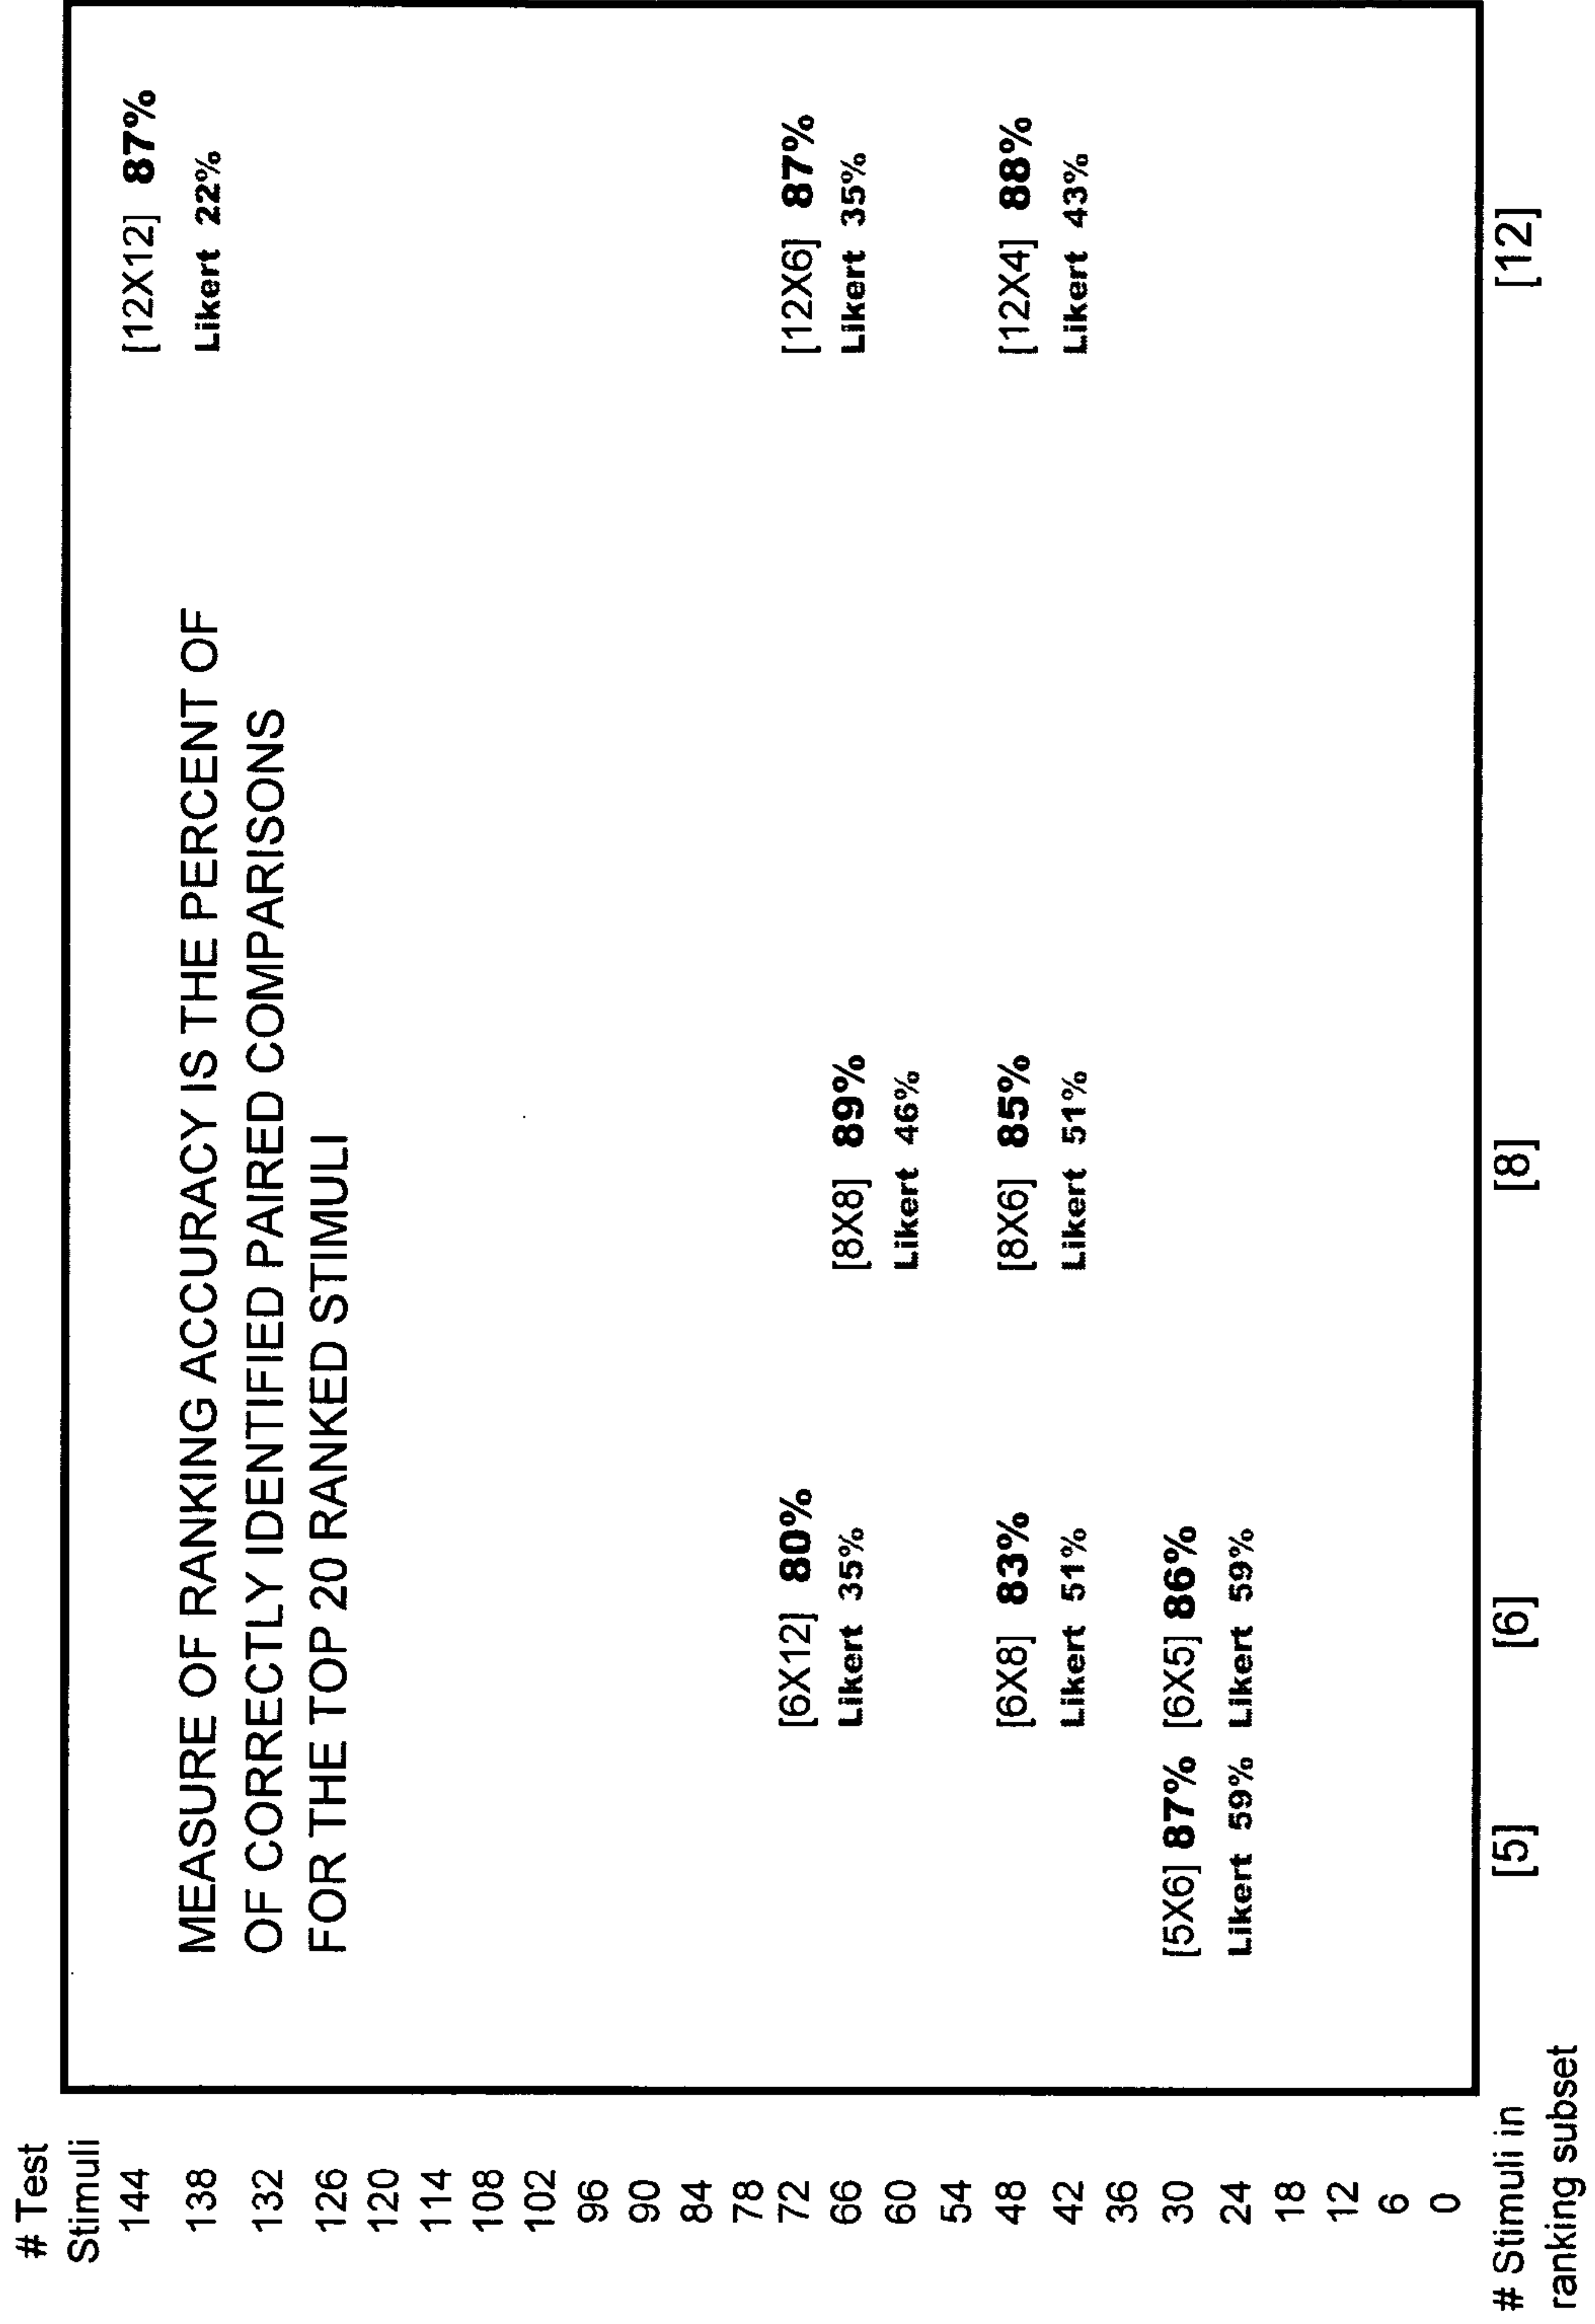 # Test
Stimuli
144
[12X12] 87%
138
MEASURE OF RANKING ACCURACY IS THE PERCENT OF
Likert 22%
132
OF CORRECTLY IDENTIFIED PAIRED COMPARISONS
126
FOR THE TOP 20 RANKED STIMULI
120
114
108
102
96
90
84
78
72
[6X12] 80%
[12X6] 87%
66
Likert 35%
[8X8] 89%
Likert 35%
60
Likert 46%
54
48
[6X8] 83%
[8X6] 85%
[12X4] 88%
42
Likert 51%
Likert 51%
Likert 43%
36
30
[5X6] 87% [6X5] 86%
24
Likert 59% Likert 59%
18
12
6
0
# Stimuli in
ranking subset
[5]
[6]
[8]
[12]